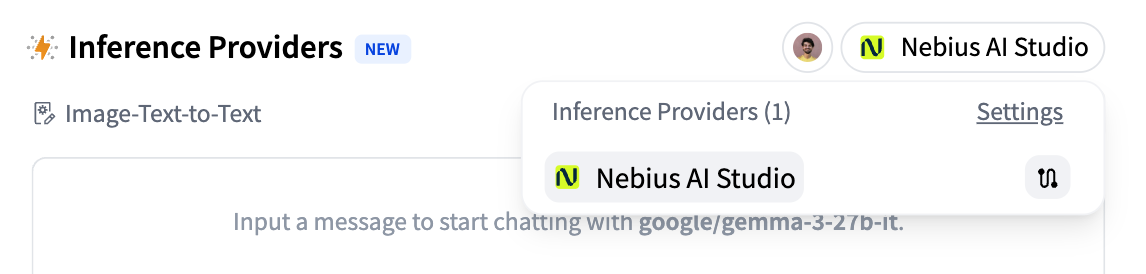 Inference Providers NEW
Nebius AI Studio
Image-Text-to-Text
Inference Providers (1)
Settings
Nebius AI Studio
Input a message to start chatting with google/gemma-3-27b-it.